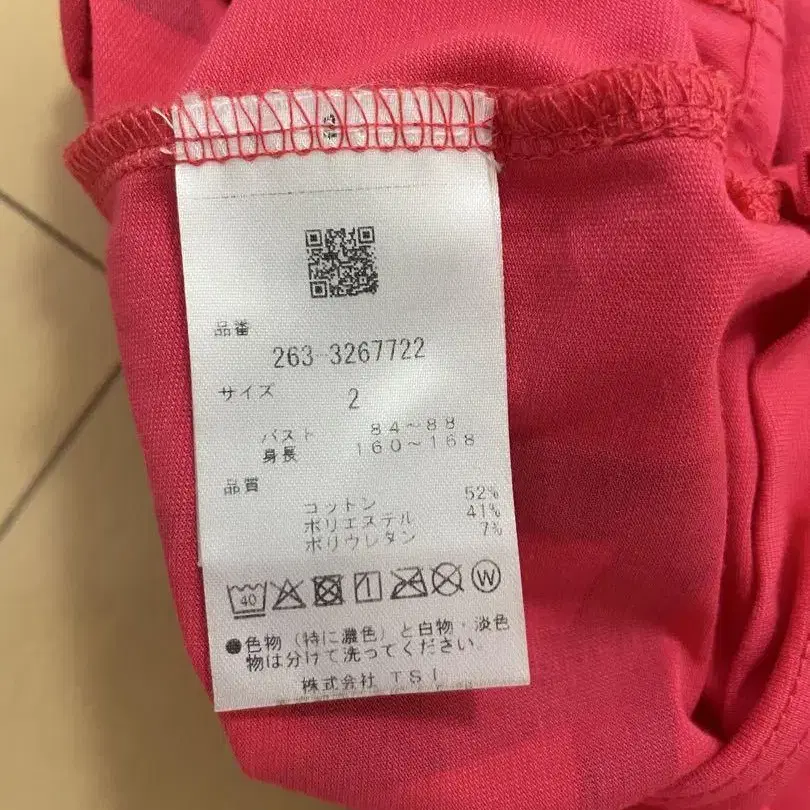 品番
263-3267722
サイズ
2
バスト 84～88
身長 160～168
品質
コットン 52%
ポリエステル 41%
ポリウレタン 7%
40 W
●色物（特に濃色）と白物・淡色
物は分けて洗ってください。
株式会社 TSI